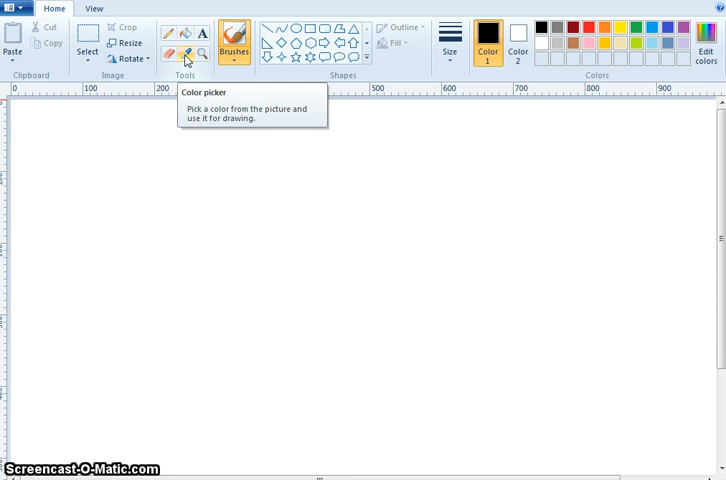 Home View
Paste
Cut
Copy
Clipboard
Select
Crop
Resize
Rotate
Image
A
Tools
Brushes
Shapes
Outline
Fill
Size
Color 1
Color 2
Colors
Edit colors
0 100 200 500 600 700 800 900
Color picker
Pick a color from the picture and
use it for drawing.
Screencast-O-Matic.com